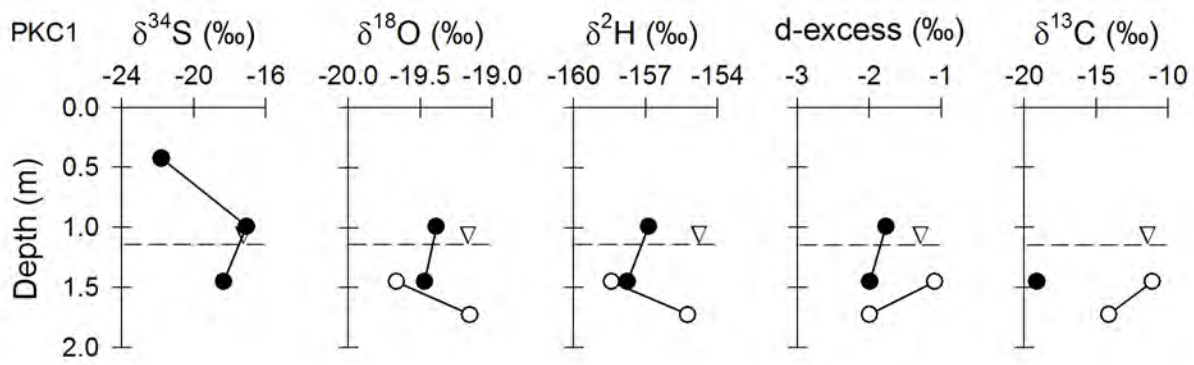 PKC1 δ³⁴S (‰) δ¹⁸O (‰) δ²H (‰) d-excess (‰) δ¹³C (‰)
-24 -20 -16 -20.0 -19.5 -19.0 -160 -157 -154 -3 -2 -1 -20 -15 -10
0.0
0.5
1.0
1.5
2.0
Depth (m)